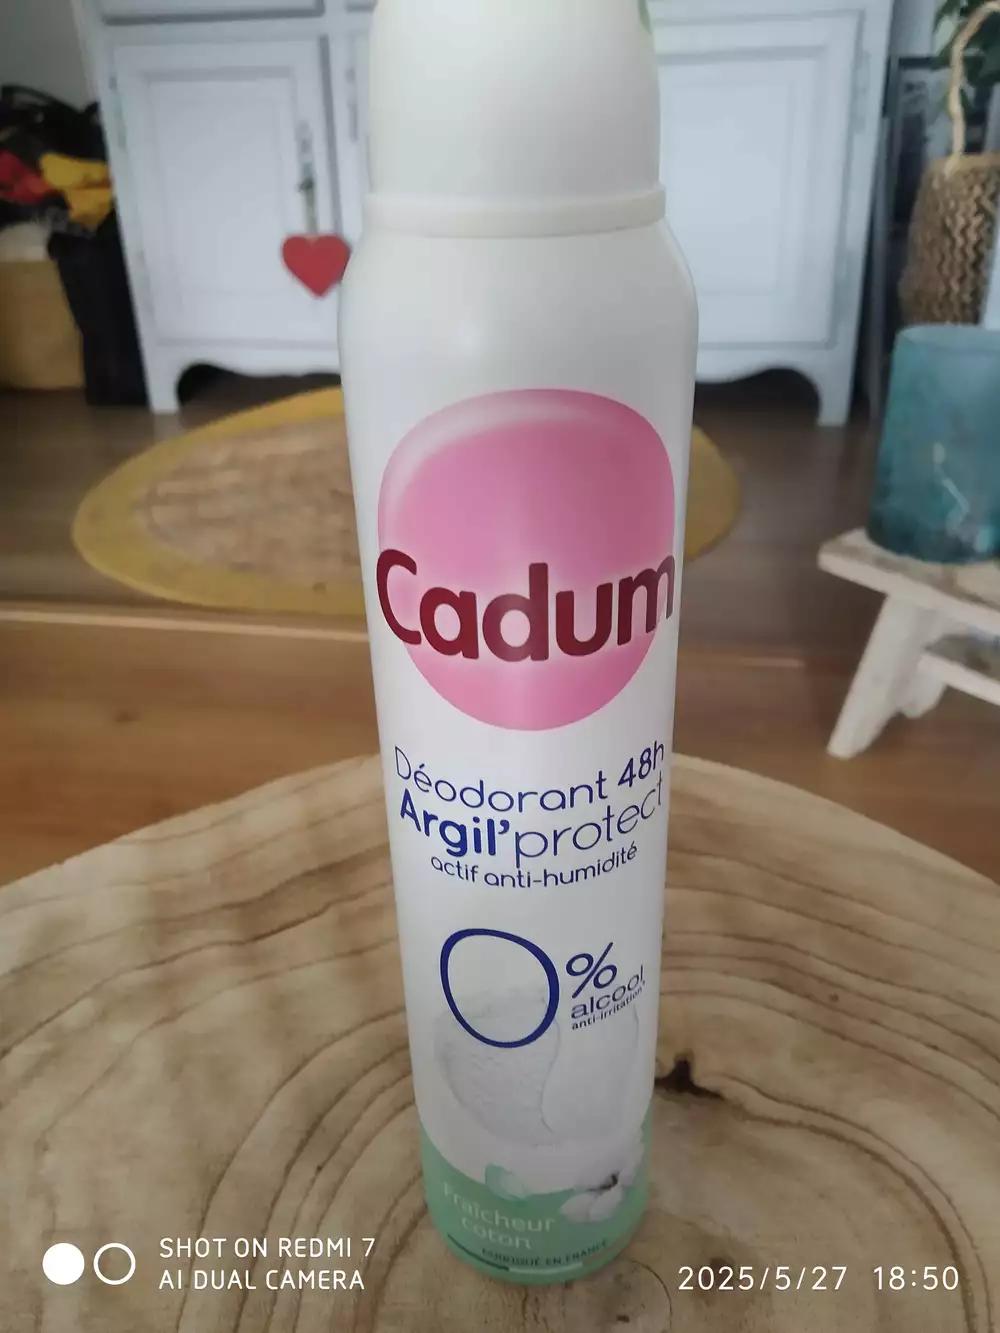 Cadum
Déodorant 48h
Argil'protect
actif anti-humidité
0%
alcool
anti-irritation*
Fraîcheur
coton
FABRIQUÉ EN FRANCE
SHOT ON REDMI 7
AI DUAL CAMERA
2025/5/27 18:50